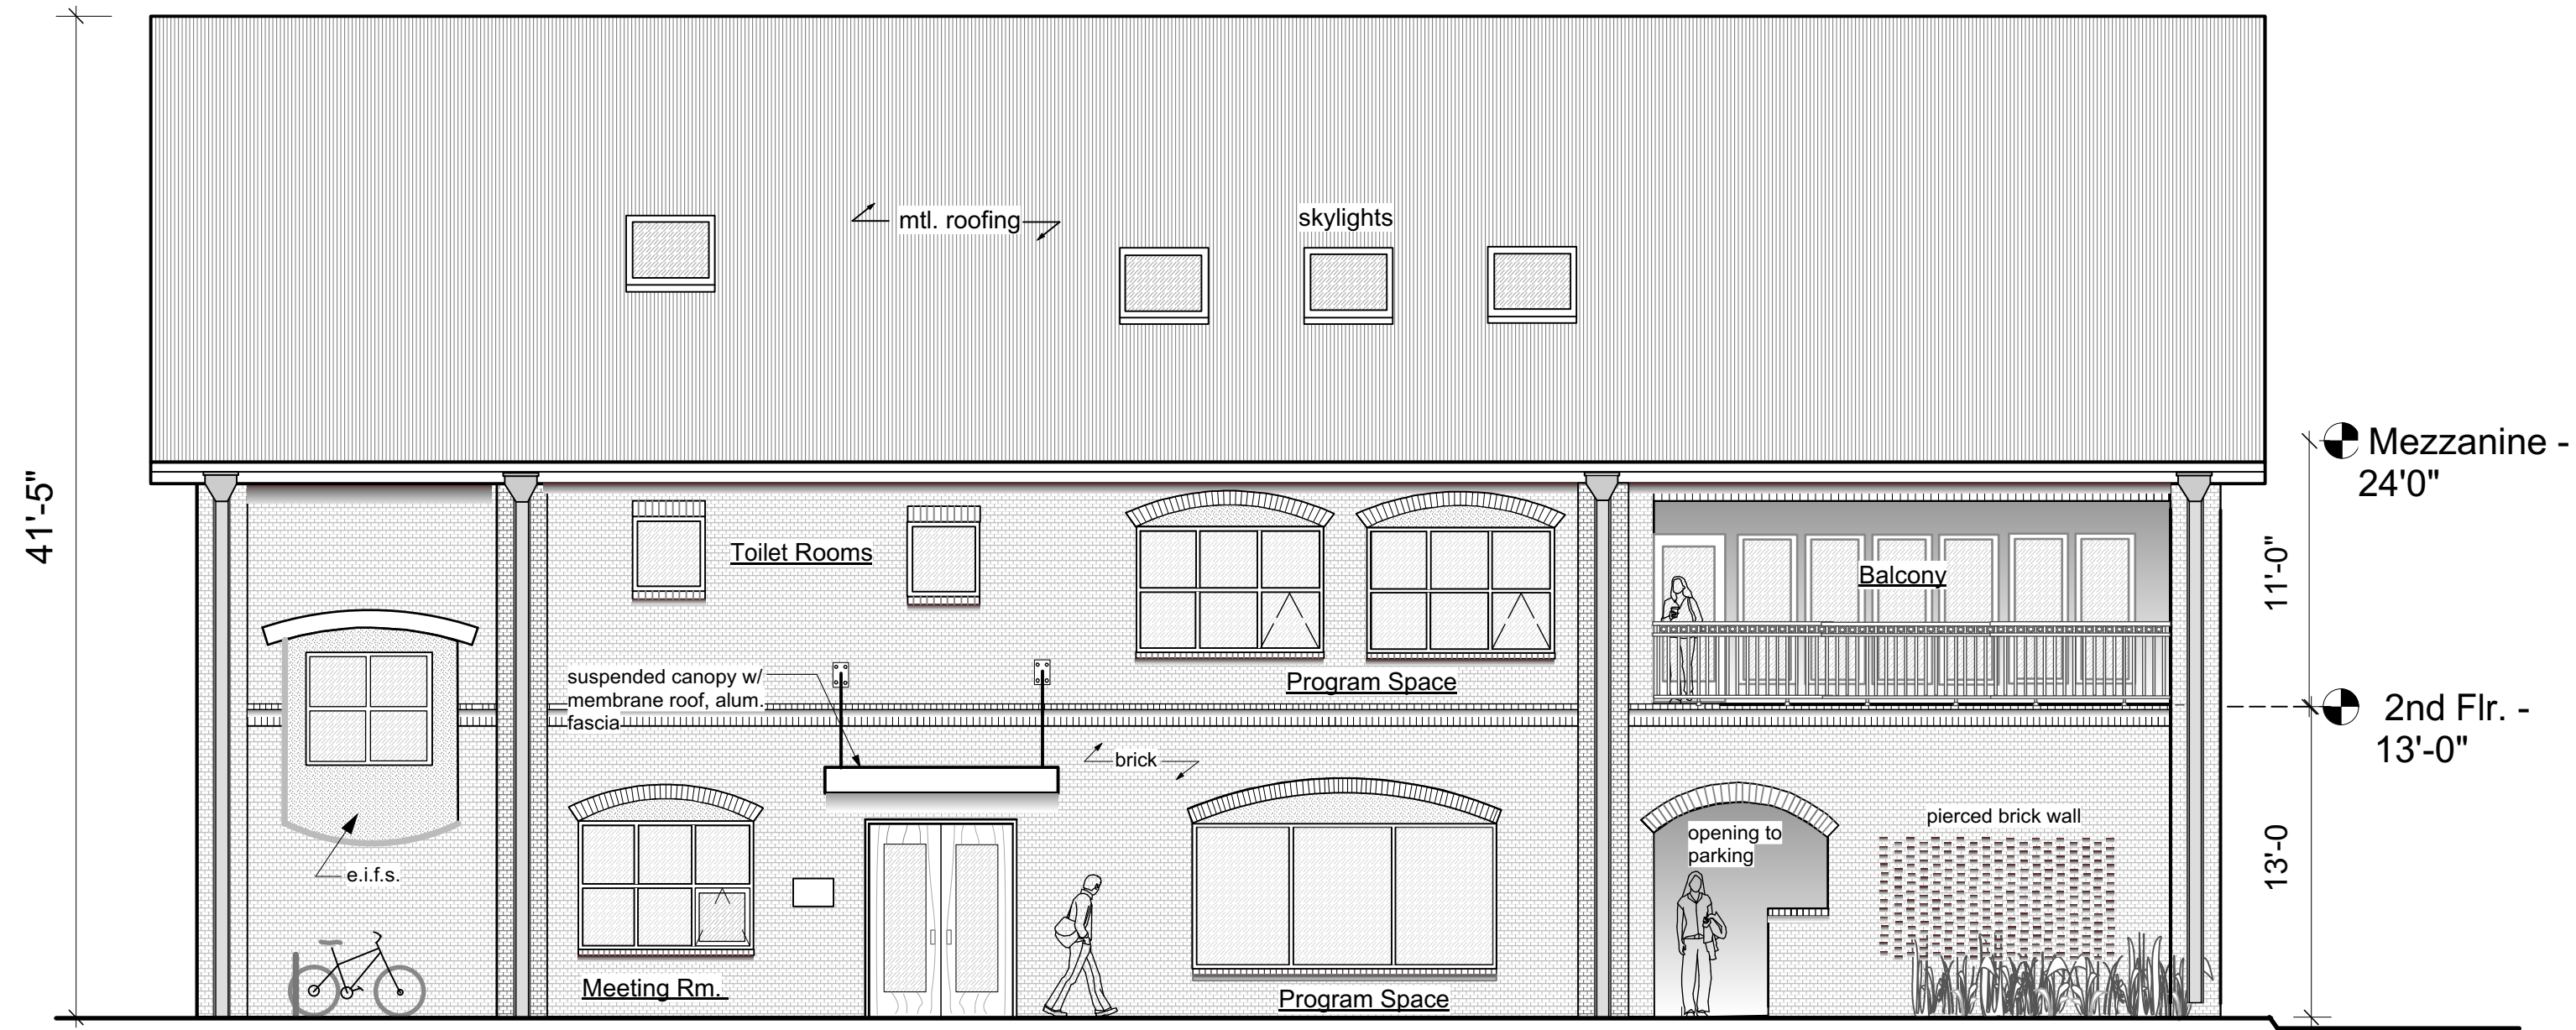 mtl. roofing
skylights
41'-5"
Mezzanine -
24'0"
Toilet Rooms
Balcony
11'-0"
suspended canopy w/
membrane roof, alum.
fascia
Program Space
2nd Flr. -
13'-0"
brick
pierced brick wall
opening to
parking
13'-0
e.i.f.s.
Meeting Rm.
Program Space